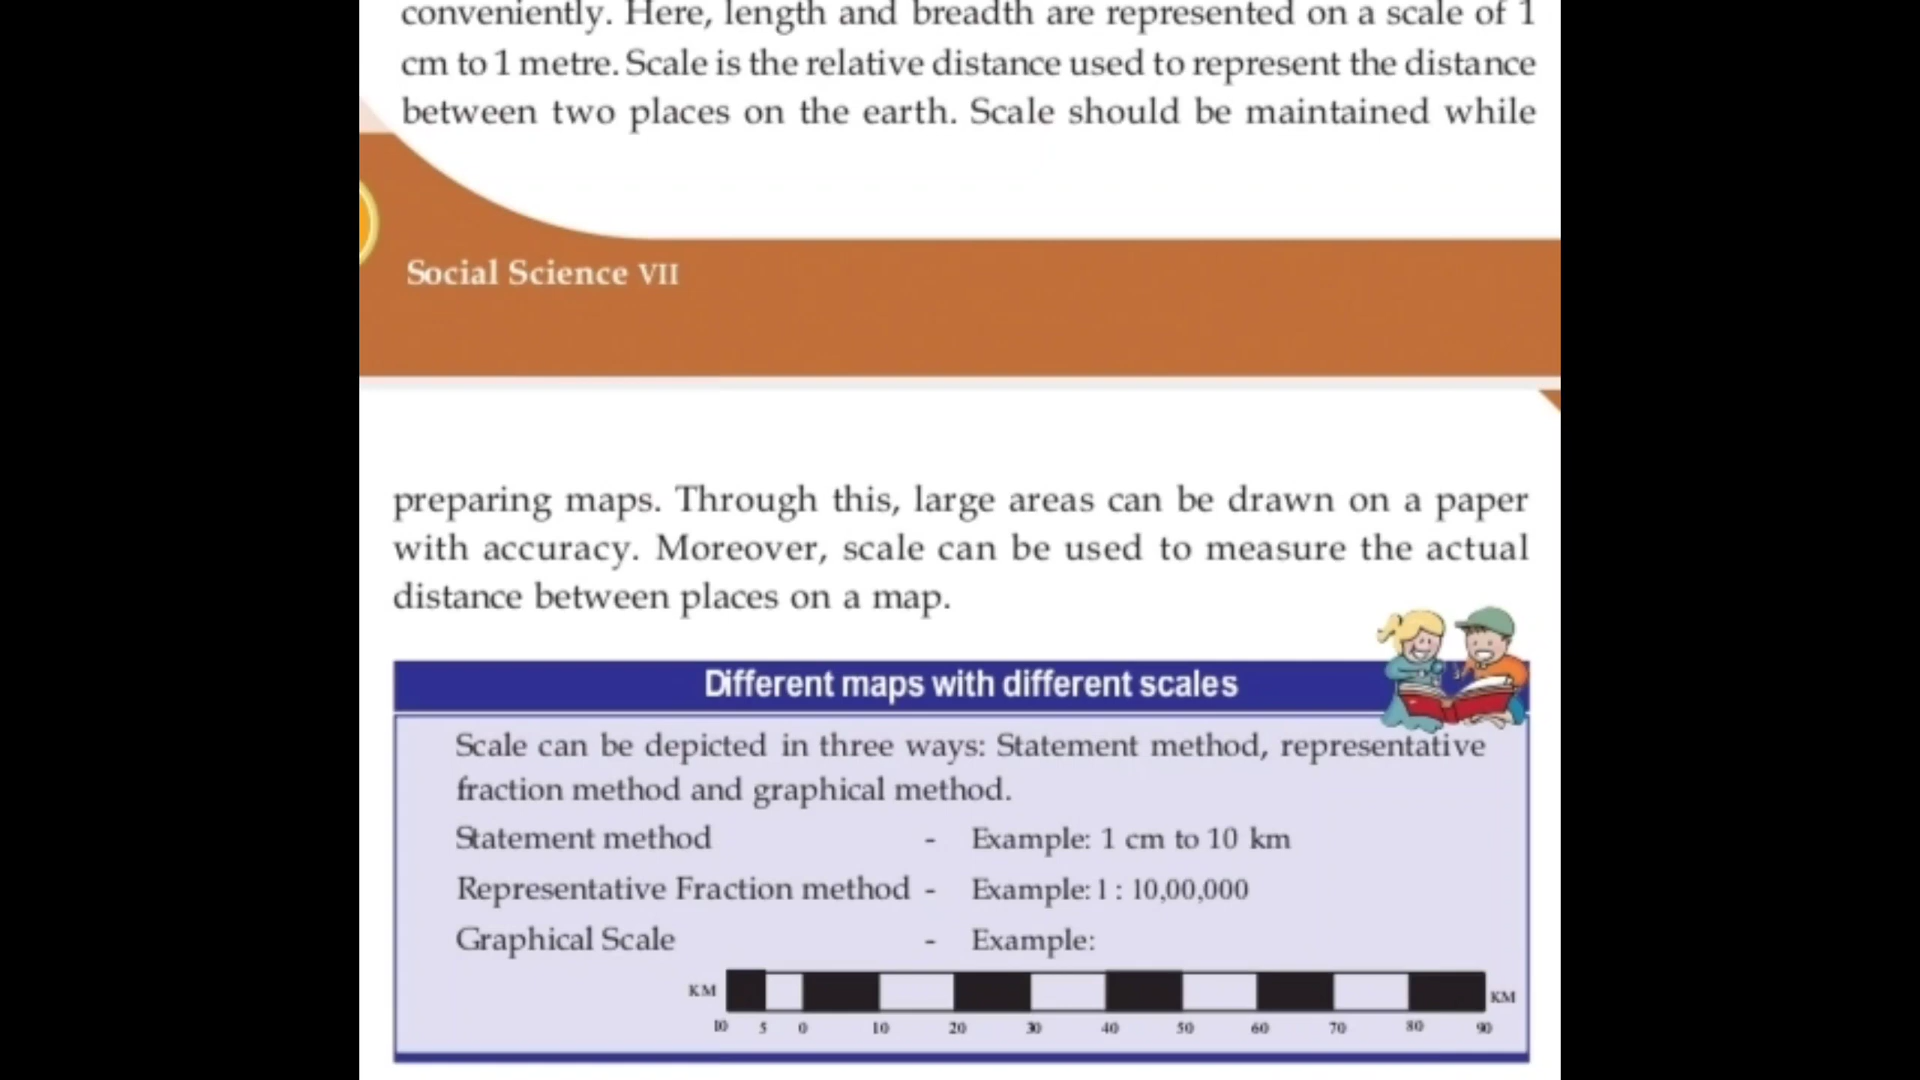 conveniently. Here, length and breadth are represented on a scale of 1
cm to 1 metre. Scale is the relative distance used to represent the distance
between two places on the earth. Scale should be maintained while
Social Science VII
preparing maps. Through this, large areas can be drawn on a paper
with accuracy. Moreover, scale can be used to measure the actual
distance between places on a map.
Different maps with different scales
Scale can be depicted in three ways: Statement method, representative
fraction method and graphical method.
Statement method - Example: 1 cm to 10 km
Representative Fraction method - Example: 1 : 10,00,000
Graphical Scale - Example:
KM KM
10 5 0 10 20 30 40 50 60 70 80 90